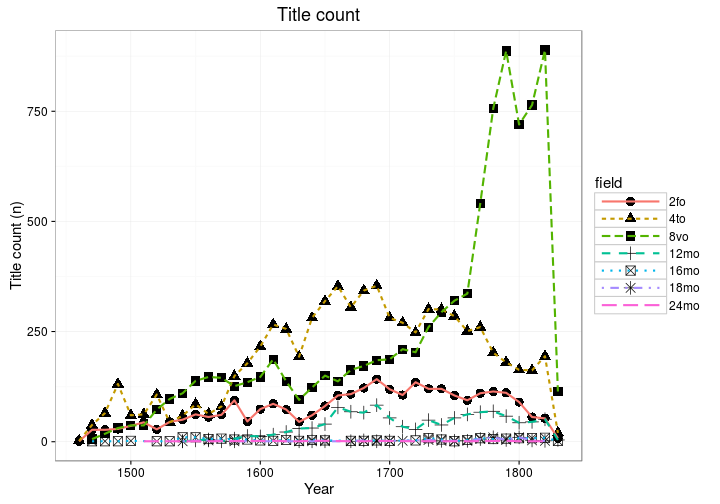 Title count
Title count (n)
750
500
250
0
1500
1600
1700
1800
Year
field
2fo
4to
8vo
12mo
16mo
18mo
24mo